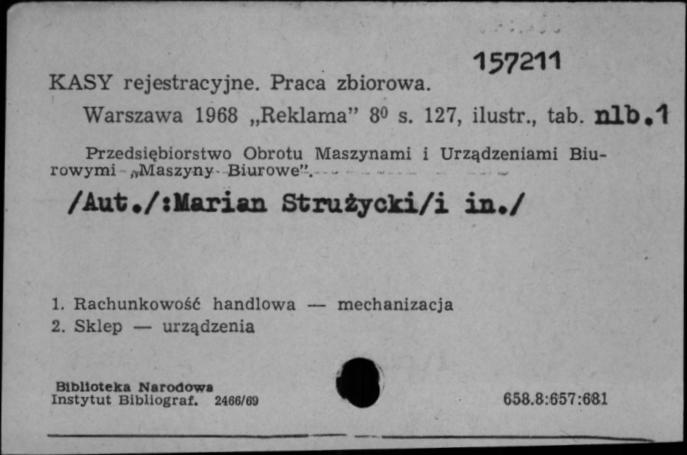 157211
KASY rejestracyjne. Praca zbiorowa.
Warszawa 1968 „Reklama” 8⁰ s. 127, ilustr., tab. nlb.1
Przedsiębiorstwo Obrotu Maszynami i Urządzeniami Biu-
rowymi „Maszyny Biurowe”.
/Aut./:Marian Strużycki/i in./
1. Rachunkowość handlowa — mechanizacja
2. Sklep — urządzenia
Biblioteka Narodowa
Instytut Bibliograf. 2466/69
658.8:657:681